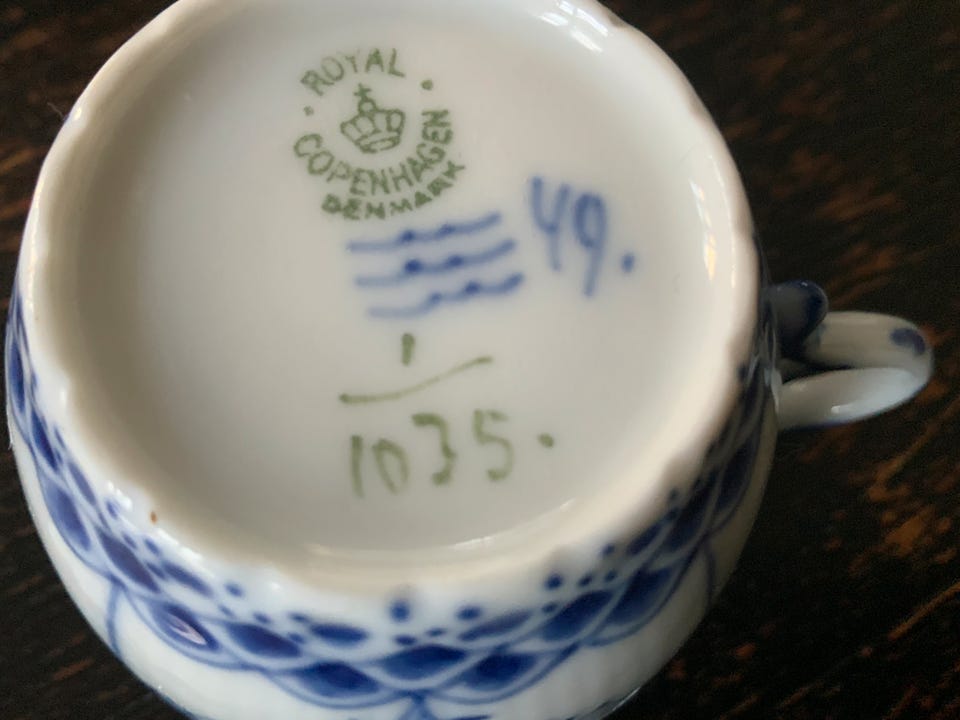 ROYAL
COPENHAGEN
DENMARK
49.
1
1035.